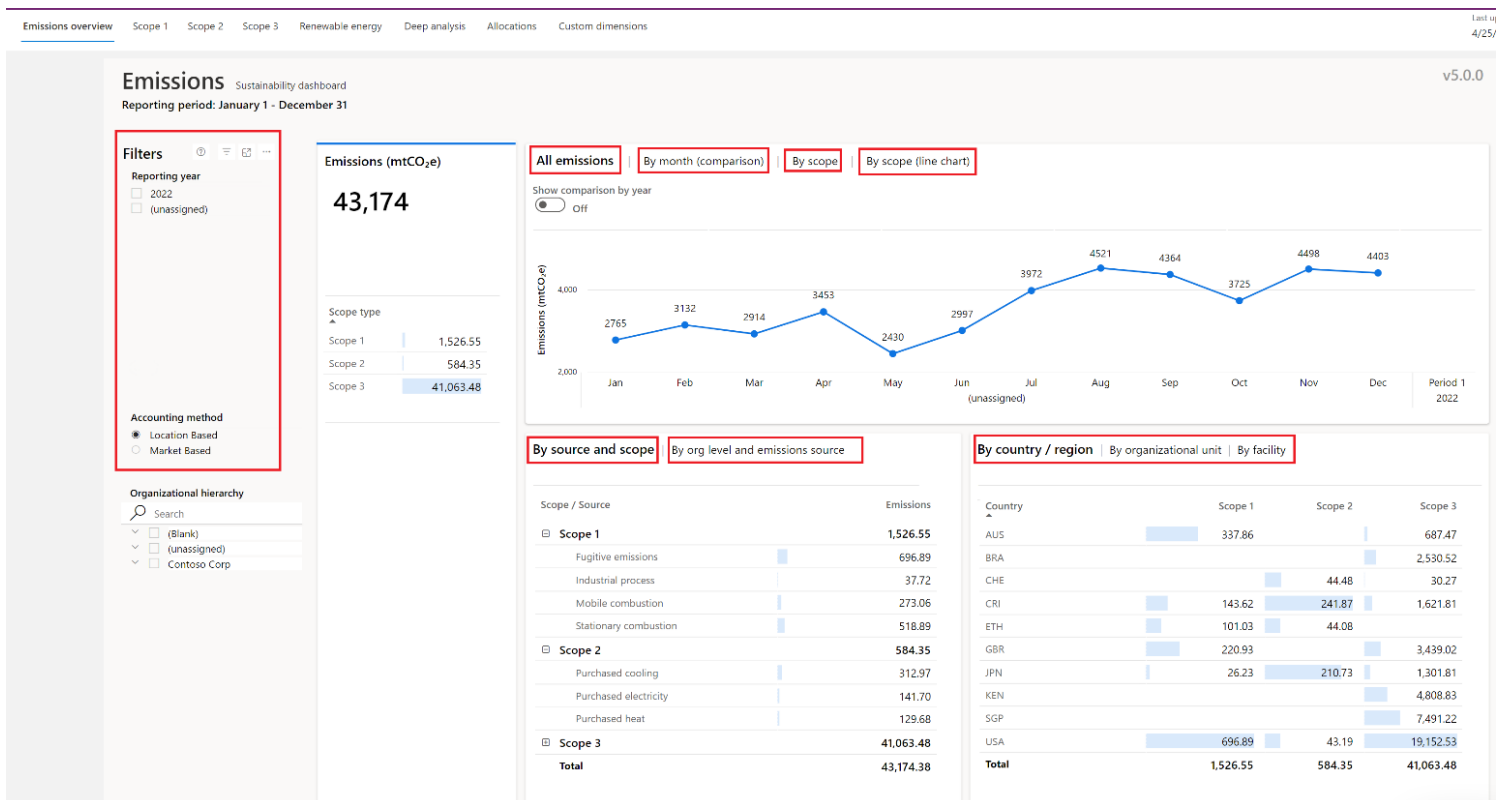 Emissions overview Scope 1 Scope 2 Scope 3 Renewable energy Deep analysis Allocations Custom dimensions
4/25/
Emissions Sustainability dashboard
v5.0.0
Reporting period: January 1 - December 31
Filters
Reporting year
2022
(unassigned)
Accounting method
Location Based
Market Based
Organizational hierarchy
Search
(Blank)
(unassigned)
Contoso Corp
Emissions (mtCO₂e)
43,174
Scope type
Scope 1 1,526.55
Scope 2 584.35
Scope 3 41,063.48
All emissions | By month (comparison) | By scope | By scope (line chart)
Show comparison by year
Off
Emissions (mtCO₂e)
4,000
2,000
2765 3132 2914 3453 2430 2997 3972 4521 4364 3725 4498 4403
Jan Feb Mar Apr May Jun Jul Aug Sep Oct Nov Dec Period 1
(unassigned) 2022
By source and scope | By org level and emissions source
Scope / Source Emissions
Scope 1 1,526.55
Fugitive emissions 696.89
Industrial process 37.72
Mobile combustion 273.06
Stationary combustion 518.89
Scope 2 584.35
Purchased cooling 312.97
Purchased electricity 141.70
Purchased heat 129.68
Scope 3 41,063.48
Total 43,174.38
By country / region | By organizational unit | By facility
Country Scope 1 Scope 2 Scope 3
AUS 337.86 687.47
BRA 2,530.52
CHE 44.48 30.27
CRI 143.62 241.87 1,621.81
ETH 101.03 44.08
GBR 220.93 3,439.02
JPN 26.23 210.73 1,301.81
KEN 4,808.83
SGP 7,491.22
USA 696.89 43.19 19,152.53
Total 1,526.55 584.35 41,063.48